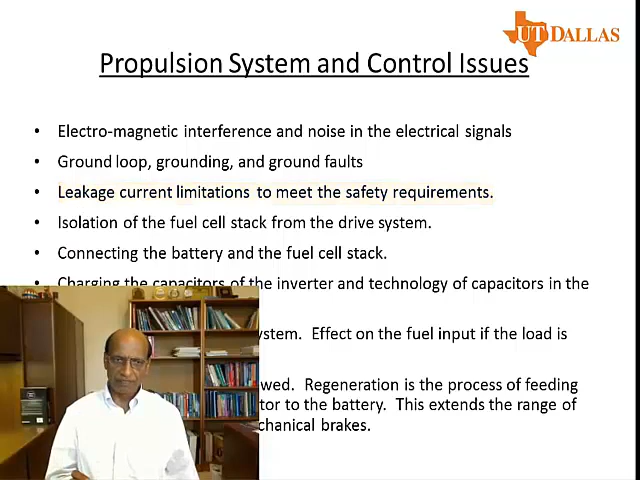 UT DALLAS
Propulsion System and Control Issues
• Electro-magnetic interference and noise in the electrical signals
• Ground loop, grounding, and ground faults
• Leakage current limitations to meet the safety requirements.
• Isolation of the fuel cell stack from the drive system.
• Connecting the battery and the fuel cell stack.
• Charging the capacitors of the inverter and technology of capacitors in the
ystem. Effect on the fuel input if the load is
wed. Regeneration is the process of feeding
tor to the battery. This extends the range of
chanical brakes.